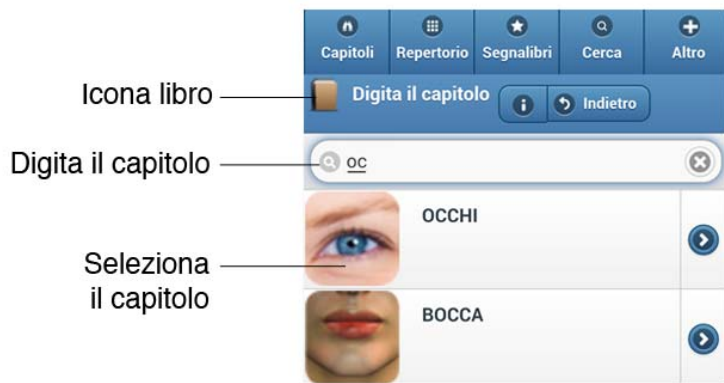 Capitoli Repertorio Segnalibri Cerca Altro
Icona libro
Digita il capitolo
Indietro
Digita il capitolo
oc
Seleziona
il capitolo
OCCHI
BOCCA